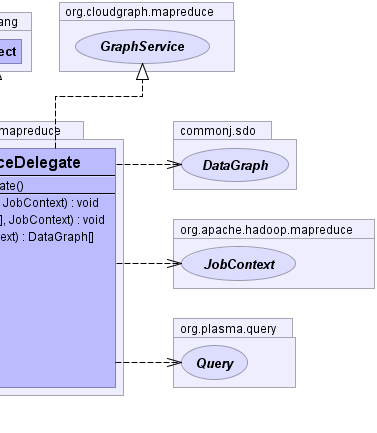 org.cloudgraph.mapreduce
ang
GraphService
ect
mapreduce
commonj.sdo
ceDelegate
DataGraph
ate()
, JobContext) : void
[], JobContext) : void
ext) : DataGraph[]
org.apache.hadoop.mapreduce
JobContext
org.plasma.query
Query